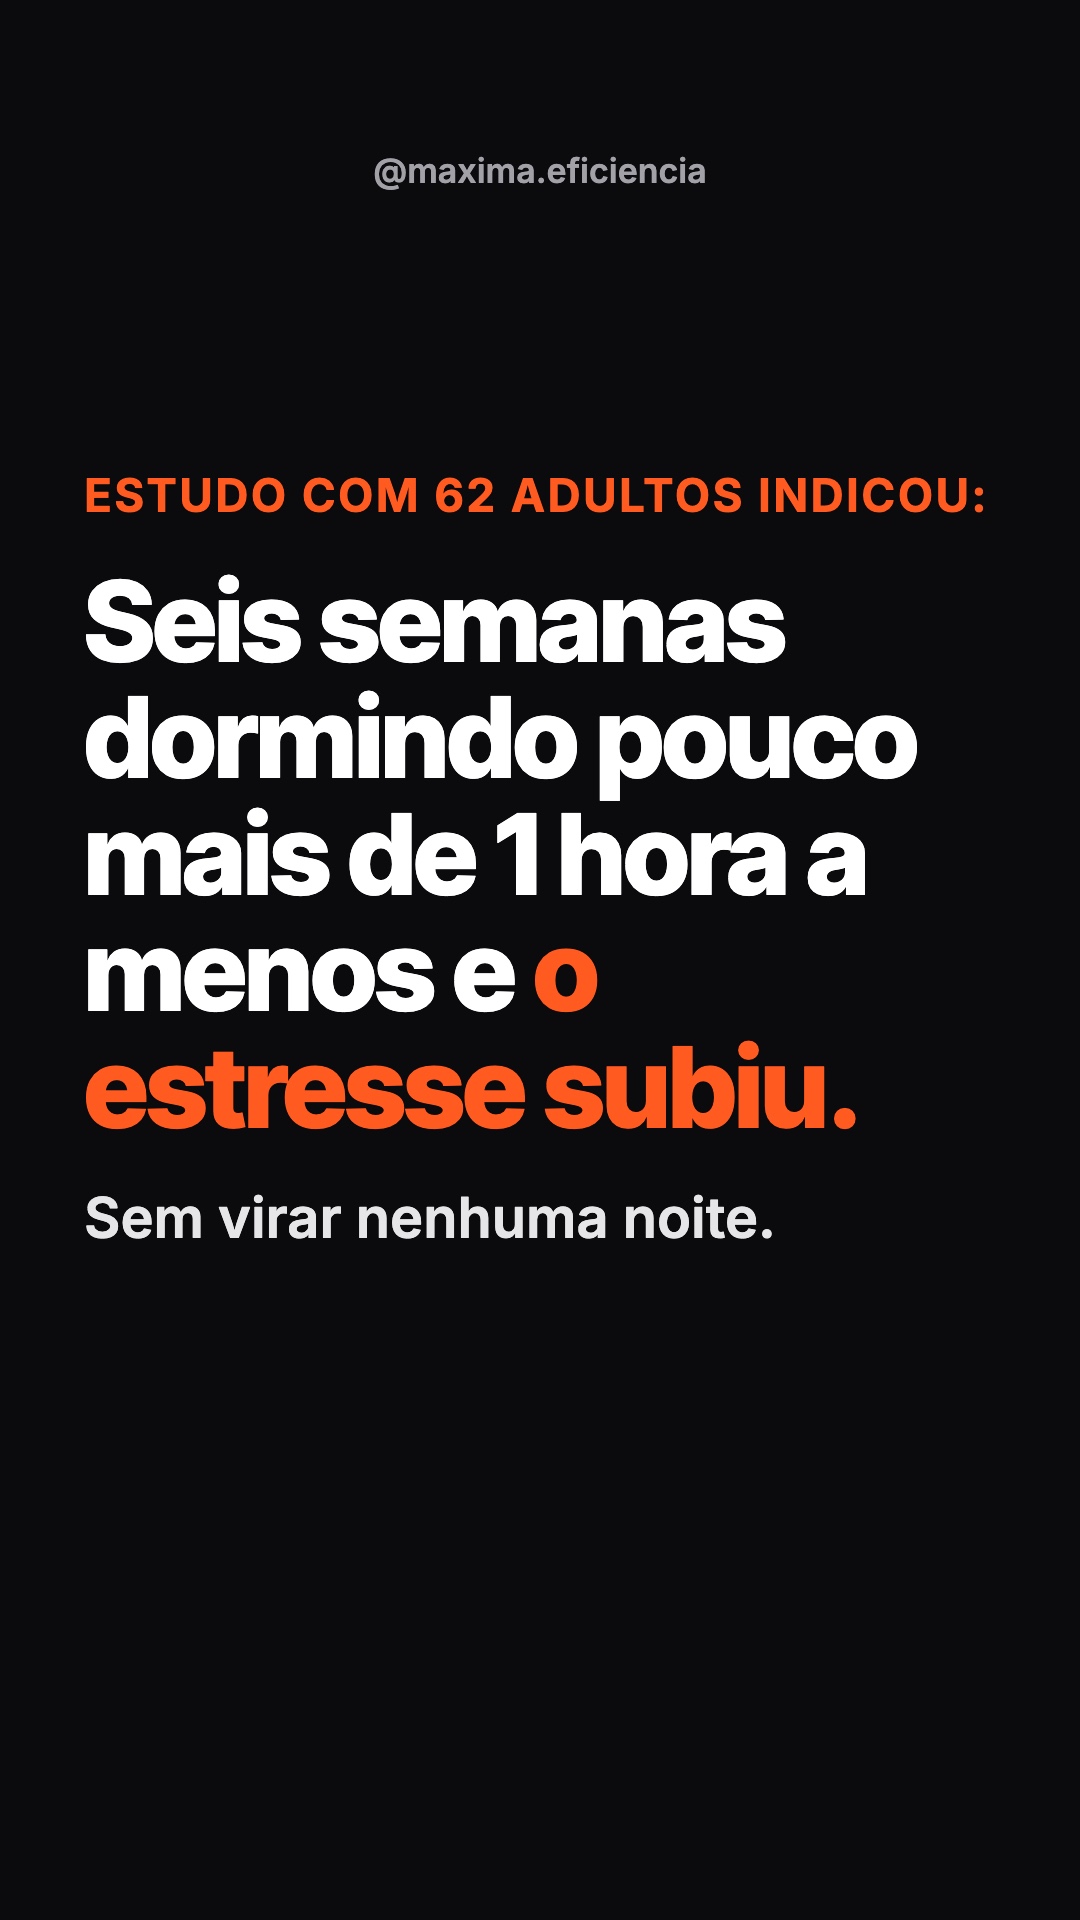 @maxima.eficiencia
ESTUDO COM 62 ADULTOS INDICOU:
Seis semanas
dormindo pouco
mais de 1 hora a
menos e o
estresse subiu.
Sem virar nenhuma noite.